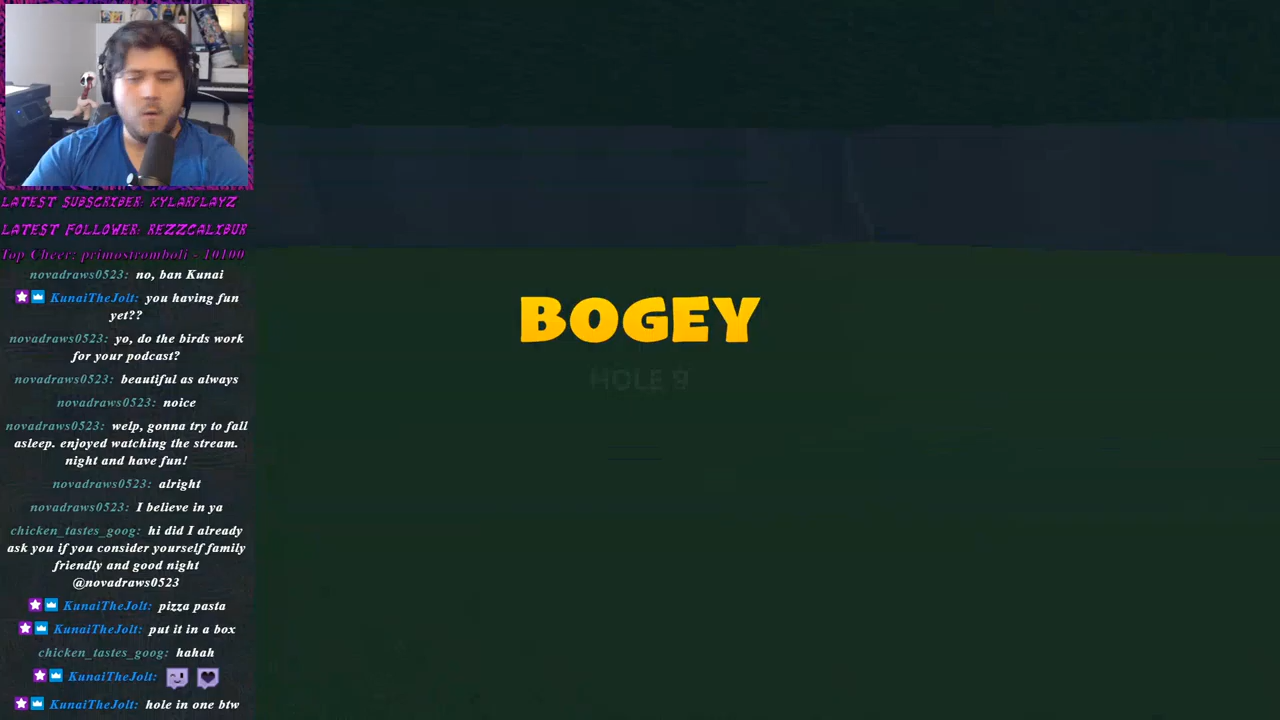 LATEST SUBSCRIBER: KYLARPLAYZ
LATEST FOLLOWER: REZZCALIBUR
Top Cheer: primostromboli - 10100
novadraws0523: no, ban Kunai
KunaiTheJolt: you having fun
yet??
novadraws0523: yo, do the birds work
for your podcast?
novadraws0523: beautiful as always
novadraws0523: noice
novadraws0523: welp, gonna try to fall
asleep. enjoyed watching the stream.
night and have fun!
novadraws0523: alright
novadraws0523: I believe in ya
chicken_tastes_goog: hi did I already
ask you if you consider yourself family
friendly and good night
@novadraws0523
KunaiTheJolt: pizza pasta
KunaiTheJolt: put it in a box
chicken_tastes_goog: hahah
KunaiTheJolt:
KunaiTheJolt: hole in one btw
BOGEY
HOLE 9